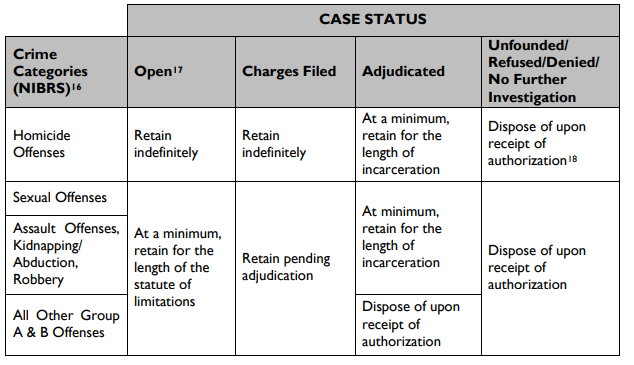 CASE STATUS
Crime
Categories
(NIBRS)16
Open17
Charges Filed
Adjudicated
Unfounded/
Refused/Denied/
No Further
Investigation
Homicide
Offenses
Retain
indefinitely
Retain
indefinitely
At a minimum,
retain for the
length of
incarceration
Dispose of upon
receipt of
authorization18
Sexual Offenses
Assault Offenses,
Kidnapping/
Abduction,
Robbery
All Other Group
A & B Offenses
At a minimum,
retain for the
length of the
statute of
limitations
Retain pending
adjudication
At minimum,
retain for the
length of
incarceration
Dispose of upon
receipt of
authorization
Dispose of upon
receipt of
authorization